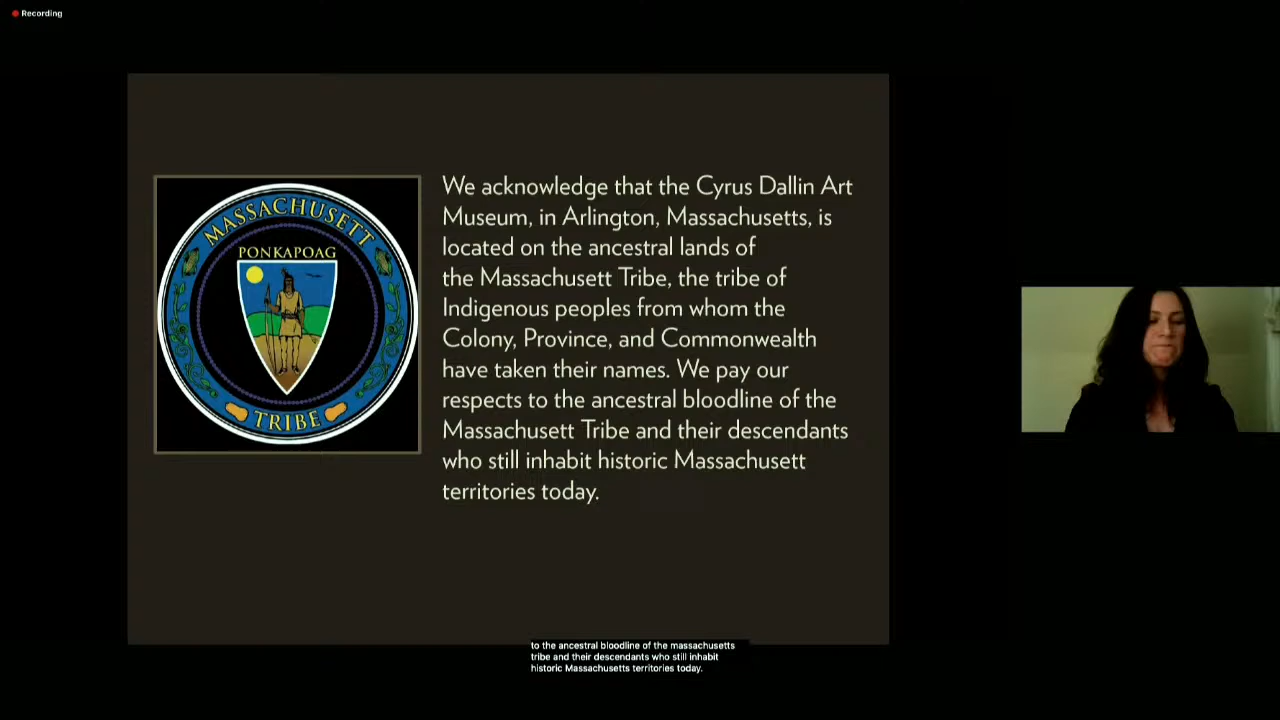 Recording
MASSACHUSETT
PONKAPOAG
TRIBE
We acknowledge that the Cyrus Dallin Art
Museum, in Arlington, Massachusetts, is
located on the ancestral lands of
the Massachusett Tribe, the tribe of
Indigenous peoples from whom the
Colony, Province, and Commonwealth
have taken their names. We pay our
respects to the ancestral bloodline of the
Massachusett Tribe and their descendants
who still inhabit historic Massachusett
territories today.
to the ancestral bloodline of the massachusetts
tribe and their descendants who still inhabit
historic Massachusetts territories today.